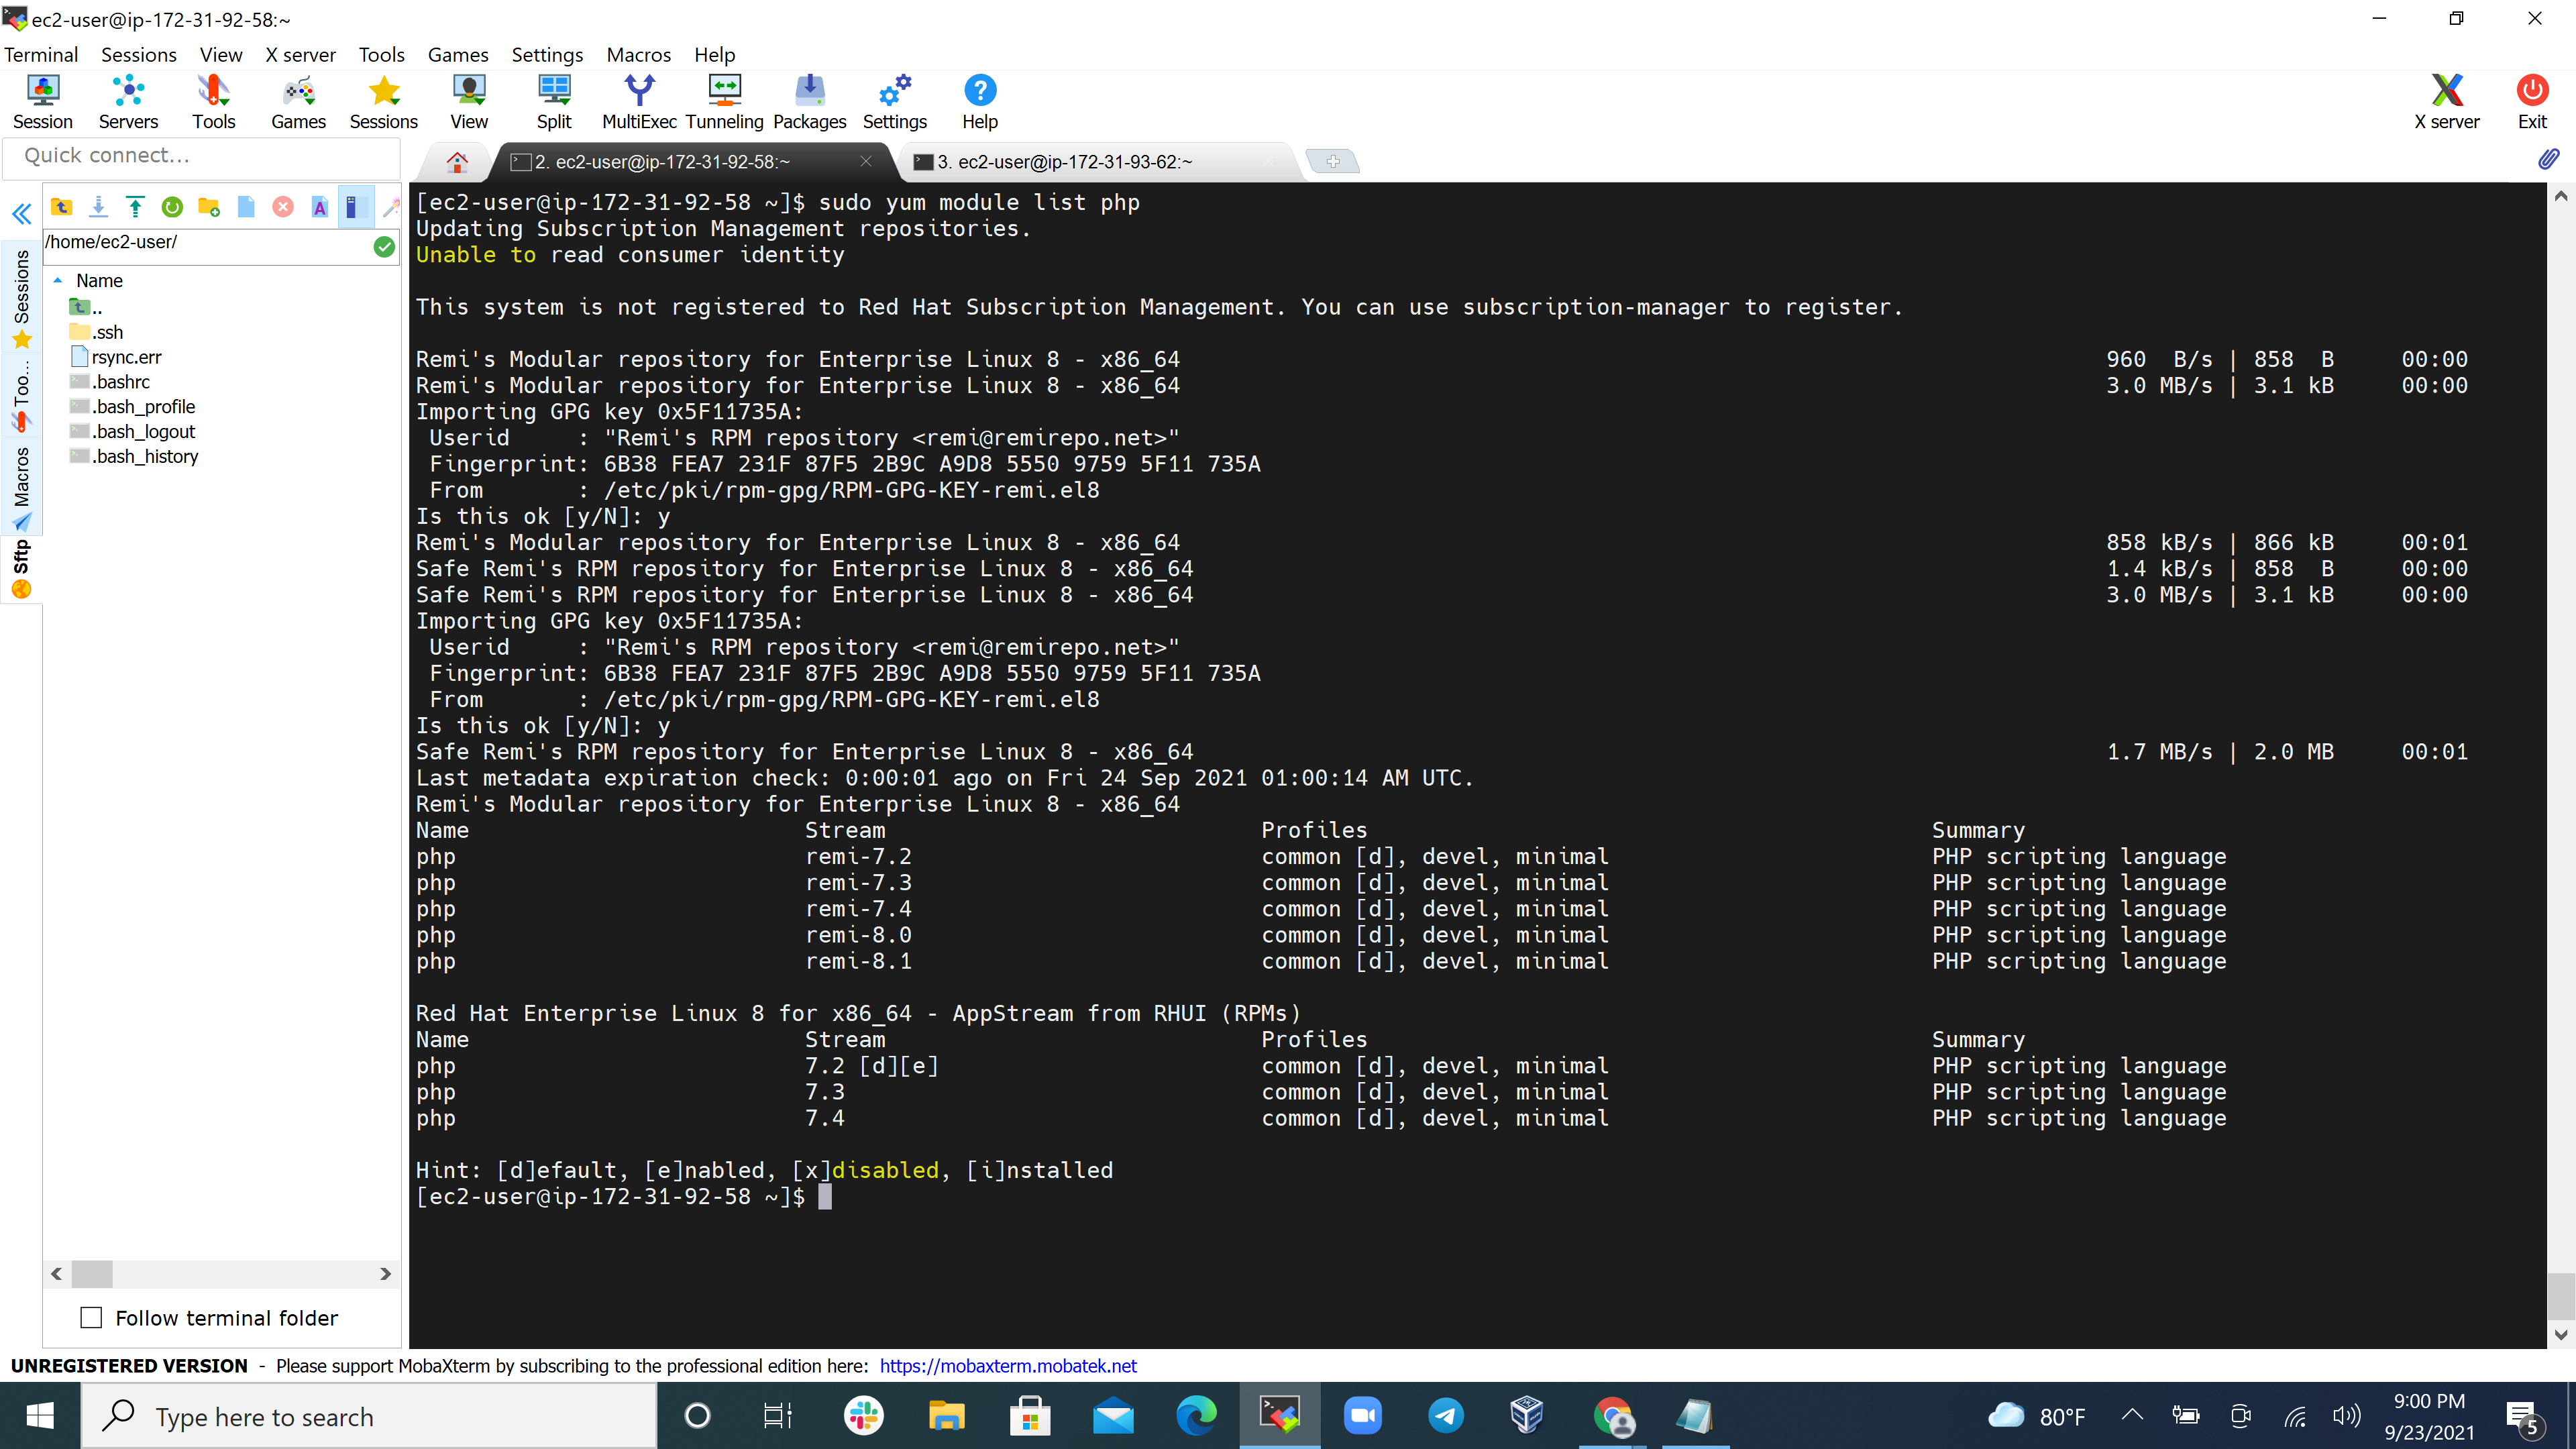 ec2-user@ip-172-31-92-58:~
Terminal Sessions View X server Tools Games Settings Macros Help
Session Servers Tools Games Sessions View Split MultiExec Tunneling Packages Settings Help X server Exit
Quick connect...
2. ec2-user@ip-172-31-92-58:~
3. ec2-user@ip-172-31-93-62:~
/home/ec2-user/
Name
..
.ssh
rsync.err
.bashrc
.bash_profile
.bash_logout
.bash_history
Sessions
Too...
Macros
Sftp
[ec2-user@ip-172-31-92-58 ~]$ sudo yum module list php
Updating Subscription Management repositories.
Unable to read consumer identity
This system is not registered to Red Hat Subscription Management. You can use subscription-manager to register.
Remi's Modular repository for Enterprise Linux 8 - x86_64 960 B/s | 858 B 00:00
Remi's Modular repository for Enterprise Linux 8 - x86_64 3.0 MB/s | 3.1 kB 00:00
Importing GPG key 0x5F11735A:
Userid : "Remi's RPM repository <remi@remirepo.net>"
Fingerprint: 6B38 FEA7 231F 87F5 2B9C A9D8 5550 9759 5F11 735A
From : /etc/pki/rpm-gpg/RPM-GPG-KEY-remi.el8
Is this ok [y/N]: y
Remi's Modular repository for Enterprise Linux 8 - x86_64 858 kB/s | 866 kB 00:01
Safe Remi's RPM repository for Enterprise Linux 8 - x86_64 1.4 kB/s | 858 B 00:00
Safe Remi's RPM repository for Enterprise Linux 8 - x86_64 3.0 MB/s | 3.1 kB 00:00
Importing GPG key 0x5F11735A:
Userid : "Remi's RPM repository <remi@remirepo.net>"
Fingerprint: 6B38 FEA7 231F 87F5 2B9C A9D8 5550 9759 5F11 735A
From : /etc/pki/rpm-gpg/RPM-GPG-KEY-remi.el8
Is this ok [y/N]: y
Safe Remi's RPM repository for Enterprise Linux 8 - x86_64 1.7 MB/s | 2.0 MB 00:01
Last metadata expiration check: 0:00:01 ago on Fri 24 Sep 2021 01:00:14 AM UTC.
Remi's Modular repository for Enterprise Linux 8 - x86_64
Name Stream Profiles Summary
php remi-7.2 common [d], devel, minimal PHP scripting language
php remi-7.3 common [d], devel, minimal PHP scripting language
php remi-7.4 common [d], devel, minimal PHP scripting language
php remi-8.0 common [d], devel, minimal PHP scripting language
php remi-8.1 common [d], devel, minimal PHP scripting language
Red Hat Enterprise Linux 8 for x86_64 - AppStream from RHUI (RPMs)
Name Stream Profiles Summary
php 7.2 [d][e] common [d], devel, minimal PHP scripting language
php 7.3 common [d], devel, minimal PHP scripting language
php 7.4 common [d], devel, minimal PHP scripting language
Hint: [d]efault, [e]nabled, [x]disabled, [i]nstalled
[ec2-user@ip-172-31-92-58 ~]$
Follow terminal folder
UNREGISTERED VERSION - Please support MobaXterm by subscribing to the professional edition here: https://mobaxterm.mobatek.net
Type here to search
80°F
9:00 PM
9/23/2021
5